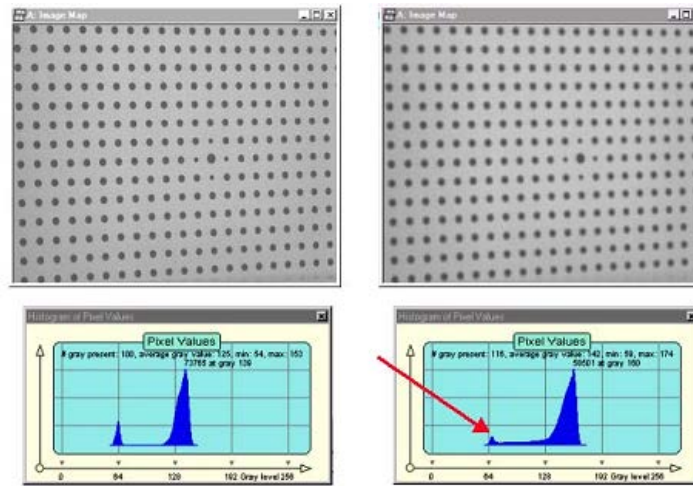 A: Image Map
A: Image Map
Histogram of Pixel Values
Pixel Values
# gray present: 100, average gray value: 125, min: 54, max: 153
73765 at gray 139
0 64 128 192 Gray level 256
Histogram of Pixel Values
Pixel Values
# gray present: 116, average gray value: 142, min: 59, max: 174
58501 at gray 160
0 64 128 192 Gray level 256